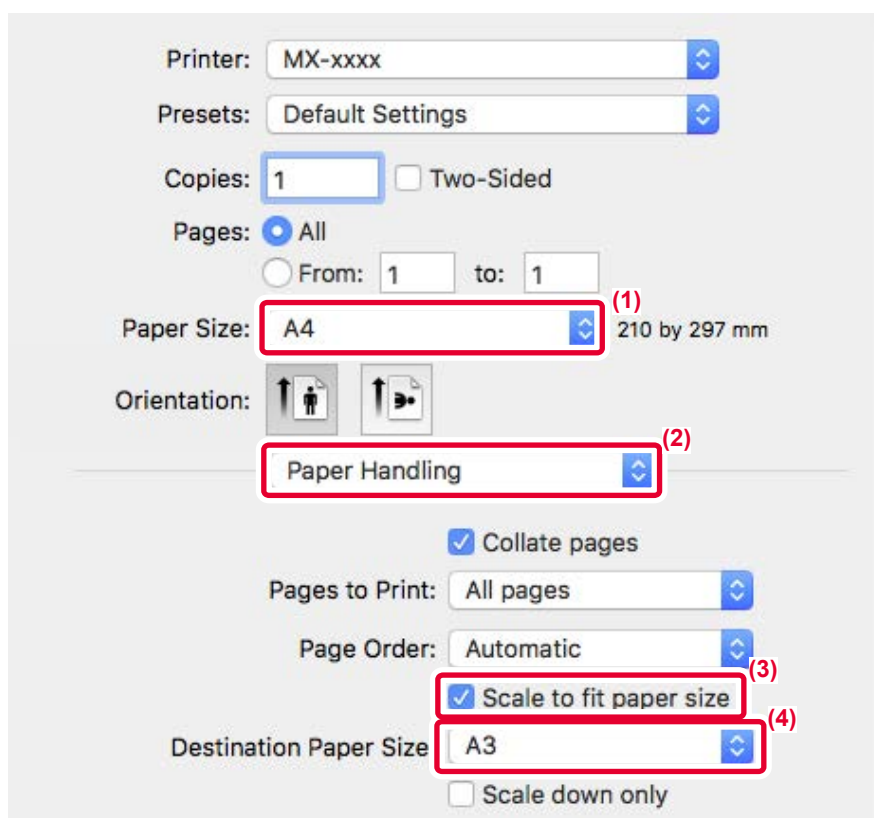 Printer: MX-xxxx
Presets: Default Settings
Copies: 1 Two-Sided
Pages: All
From: 1 to: 1
(1)
Paper Size: A4 210 by 297 mm
Orientation:
(2)
Paper Handling
Collate pages
Pages to Print: All pages
Page Order: Automatic
(3)
Scale to fit paper size
(4)
Destination Paper Size A3
Scale down only